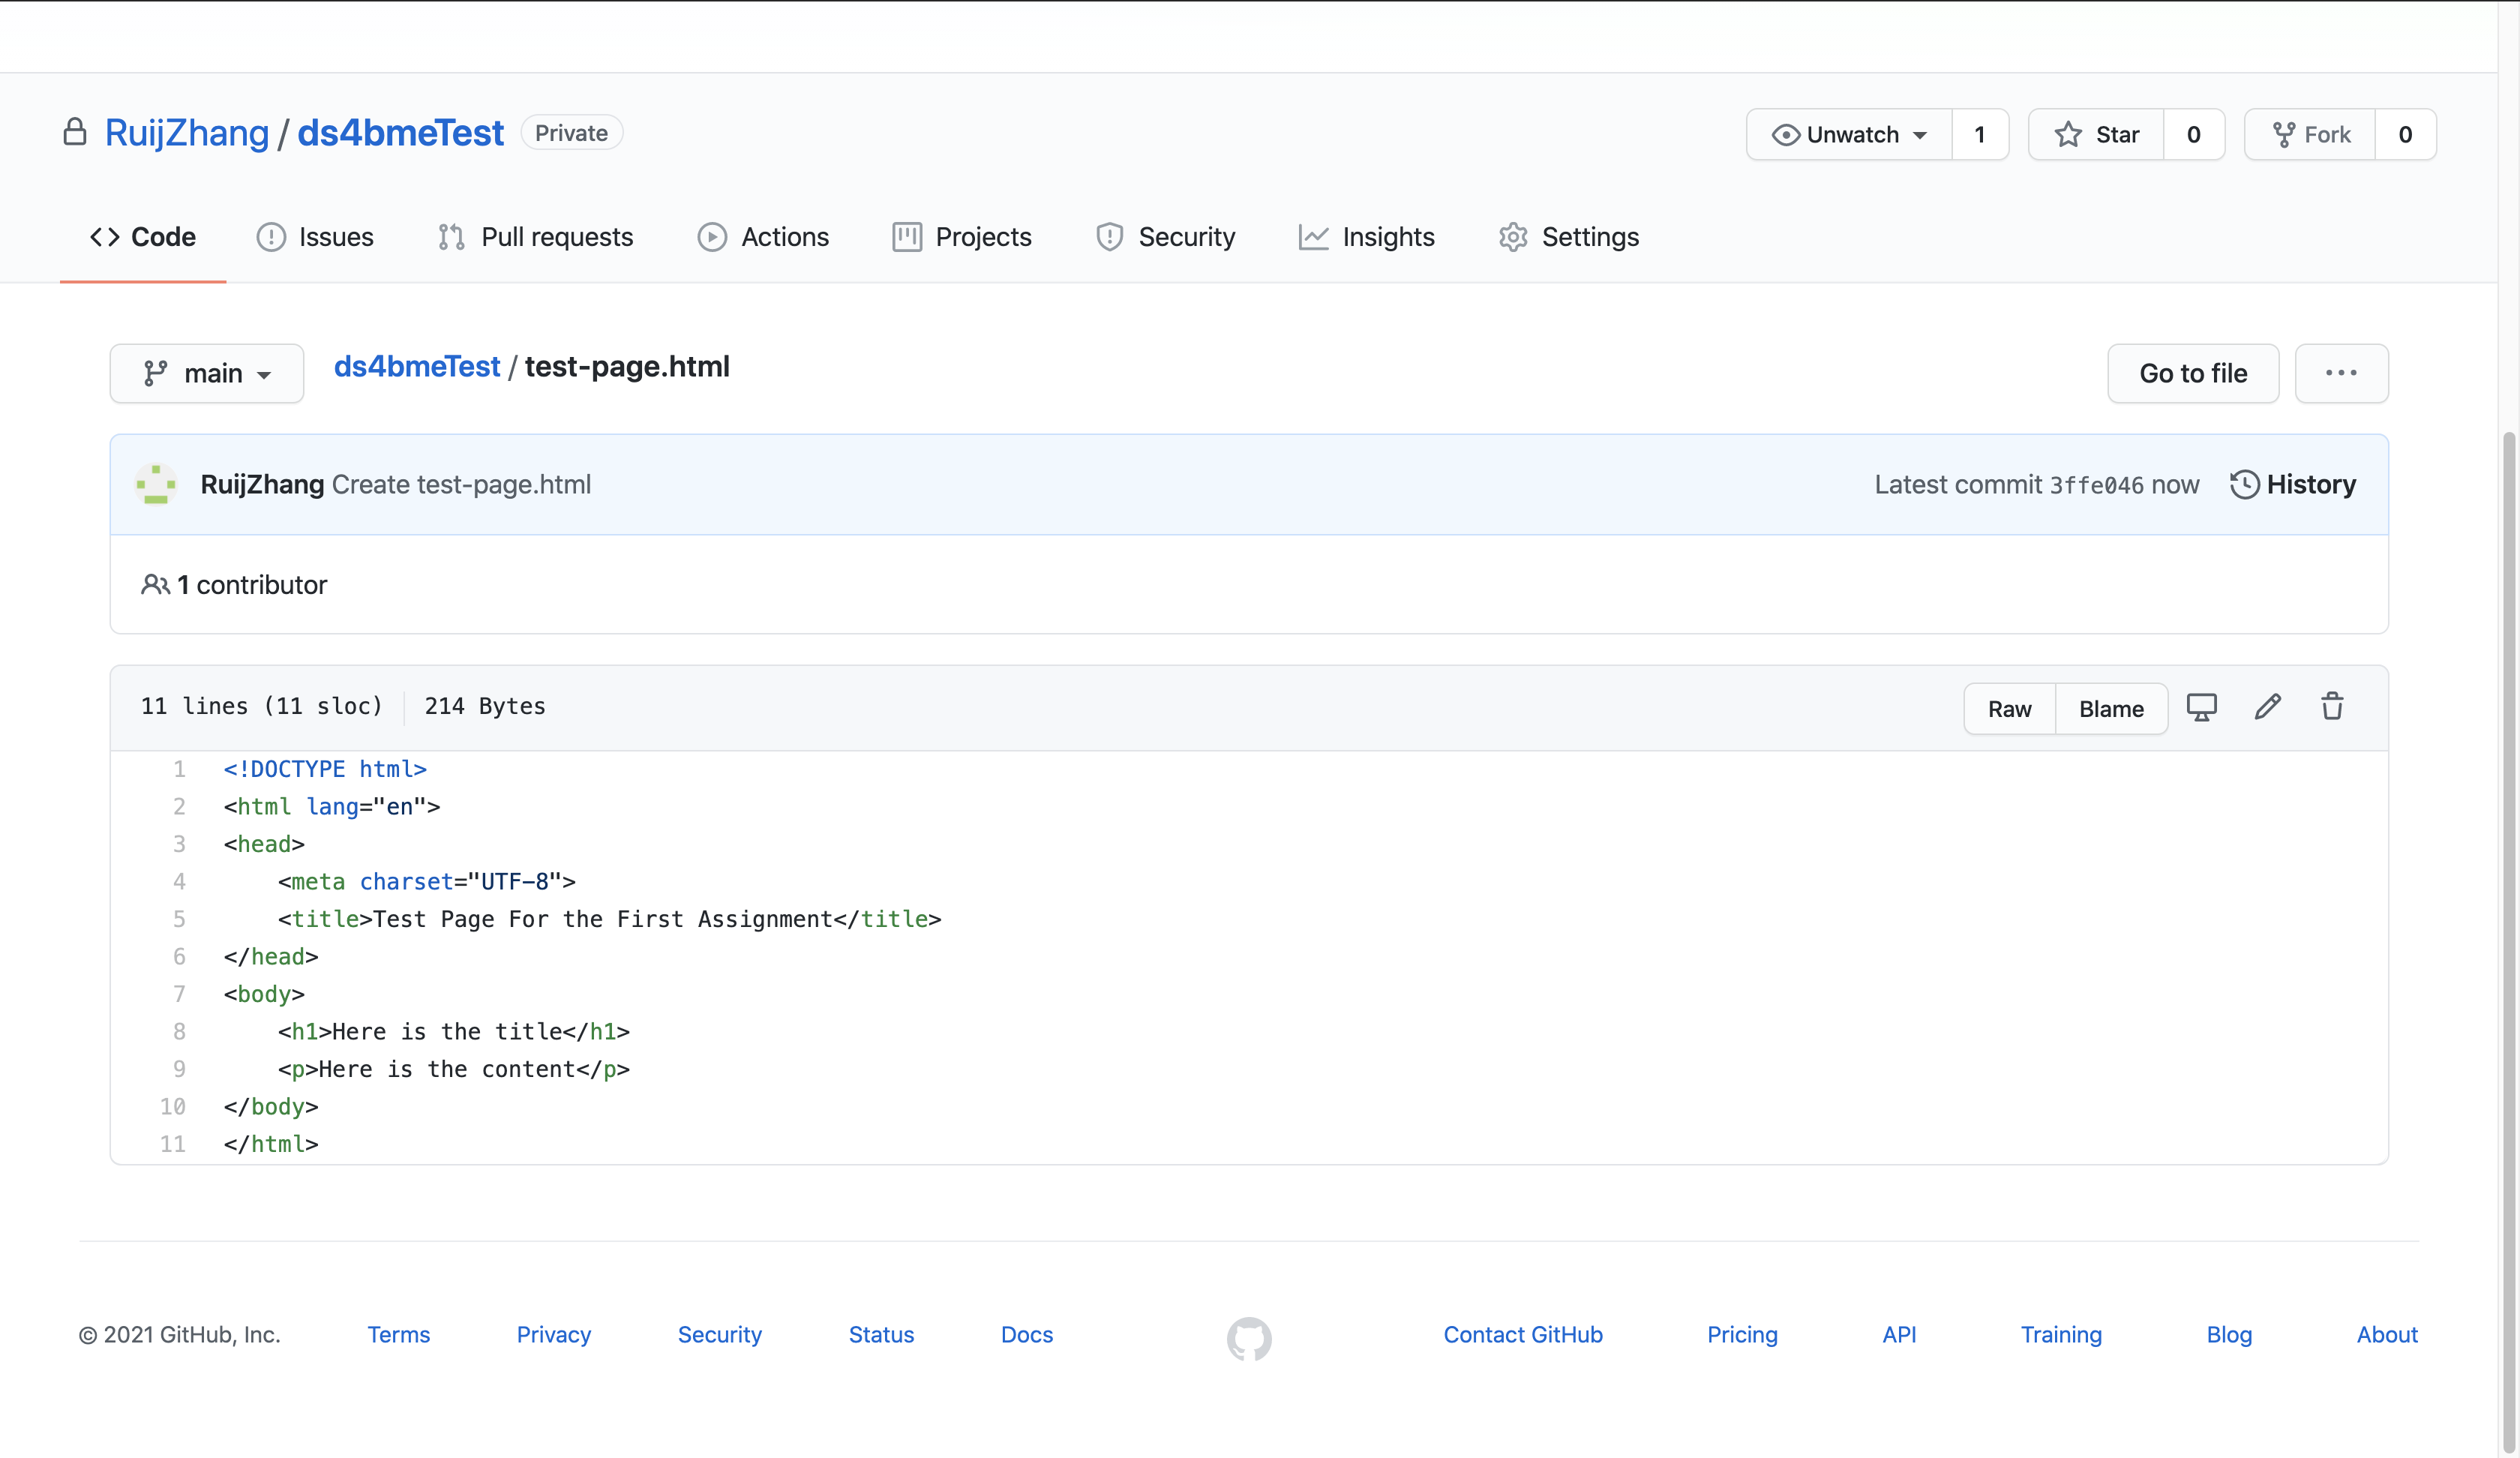 RuijZhang / ds4bmeTest Private Unwatch 1 Star 0 Fork 0
Code Issues Pull requests Actions Projects Security Insights Settings
main ds4bmeTest / test-page.html Go to file ...
RuijZhang Create test-page.html Latest commit 3ffe046 now History
1 contributor
11 lines (11 sloc) 214 Bytes Raw Blame
1 <!DOCTYPE html>
2 <html lang="en">
3 <head>
4     <meta charset="UTF-8">
5     <title>Test Page For the First Assignment</title>
6 </head>
7 <body>
8     <h1>Here is the title</h1>
9     <p>Here is the content</p>
10 </body>
11 </html>
© 2021 GitHub, Inc. Terms Privacy Security Status Docs Contact GitHub Pricing API Training Blog About